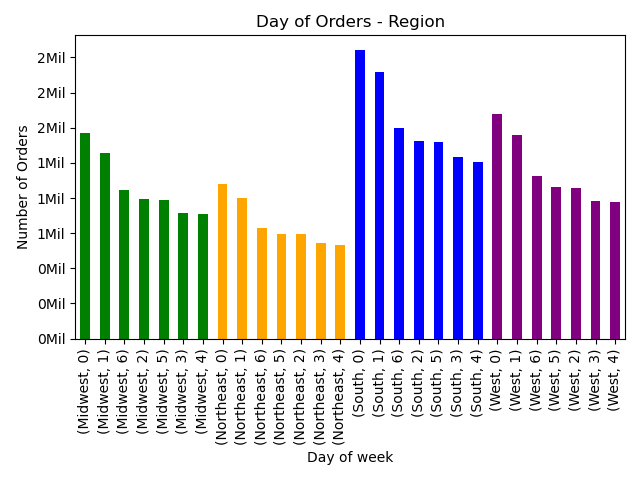 Day of Orders - Region
Number of Orders
2Mil
2Mil
2Mil
1Mil
1Mil
1Mil
0Mil
0Mil
0Mil
(Midwest, 0)
(Midwest, 1)
(Midwest, 6)
(Midwest, 2)
(Midwest, 5)
(Midwest, 3)
(Midwest, 4)
(Northeast, 0)
(Northeast, 1)
(Northeast, 6)
(Northeast, 5)
(Northeast, 2)
(Northeast, 3)
(Northeast, 4)
(South, 0)
(South, 1)
(South, 6)
(South, 2)
(South, 5)
(South, 3)
(South, 4)
(West, 0)
(West, 1)
(West, 6)
(West, 5)
(West, 2)
(West, 3)
(West, 4)
Day of week